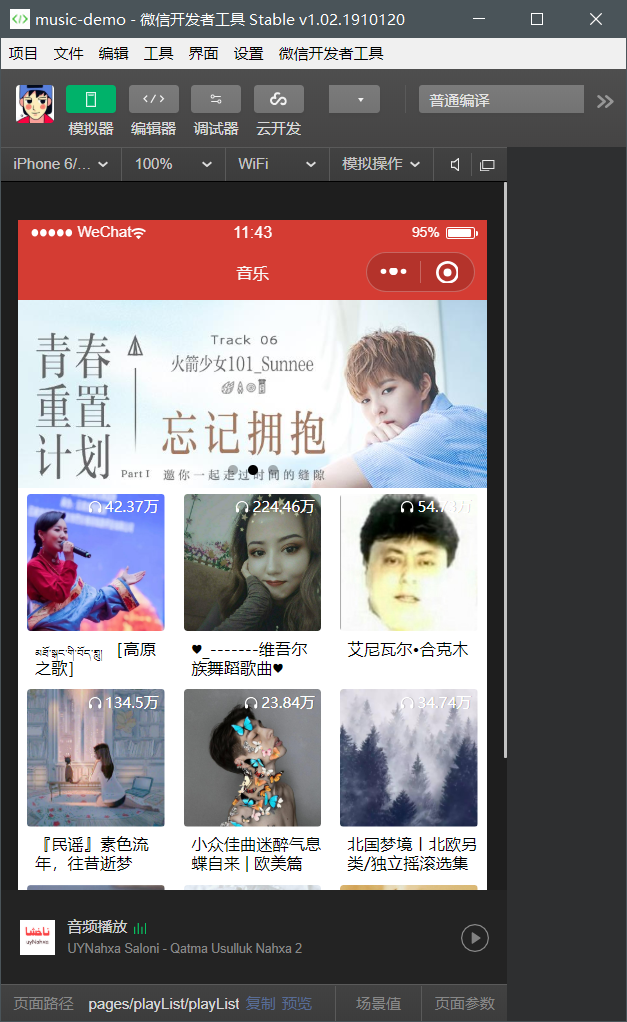 music-demo - 微信开发者工具 Stable v1.02.1910120
项目 文件 编辑 工具 界面 设置 微信开发者工具
模拟器 编辑器 调试器 云开发 普通编译
iPhone 6/... 100% WiFi 模拟操作
WeChat 11:43 95%
音乐
青春
重置
计划
Part I
Track 06
火箭少女101_Sunnee
忘记拥抱
邀你一起走过时间的缝隙
42.37万 224.46万 54.73万
[高原之歌]
♥_-------维吾尔
族舞蹈歌曲♥
艾尼瓦尔•合克木
134.5万 23.84万 34.74万
『民谣』素色流
年，往昔逝梦
小众佳曲迷醉气息
蝶自来 | 欧美篇
北国梦境丨北欧另
类/独立摇滚选集
ناخشا
uyNahxa
音频播放
UYNahxa Saloni - Qatma Usulluk Nahxa 2
页面路径 pages/playList/playList 复制 预览 场景值 页面参数